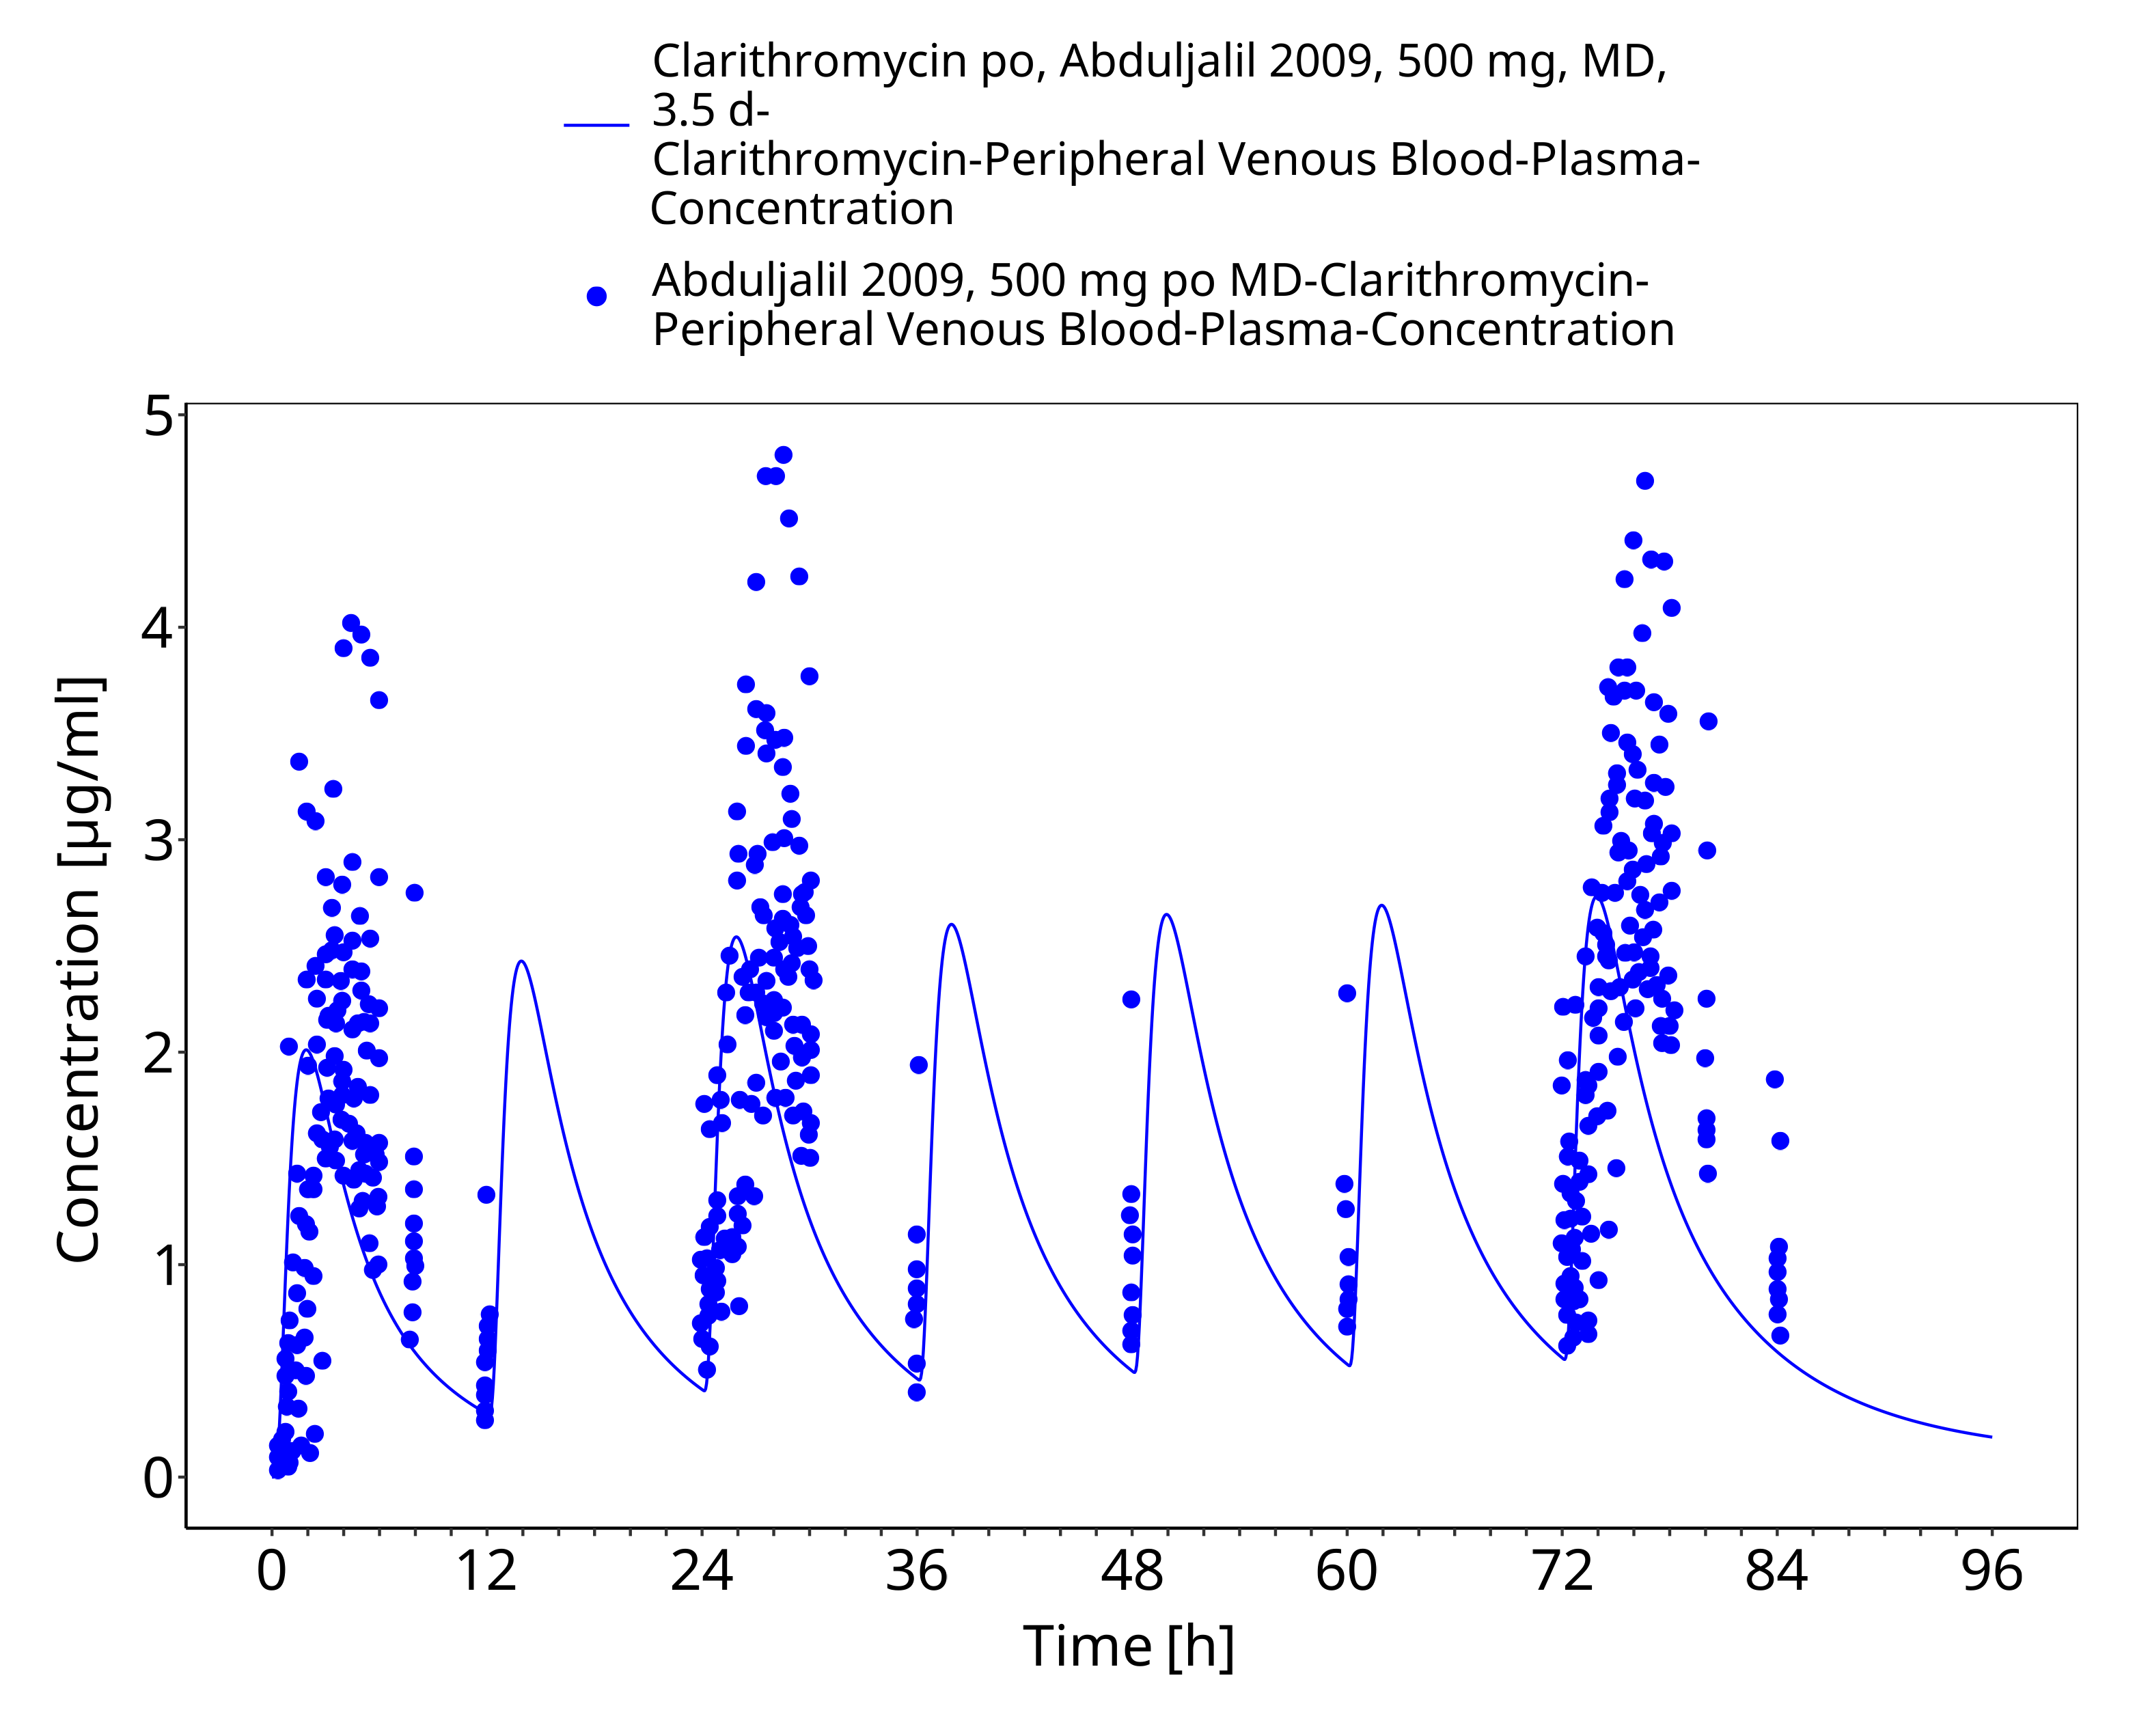 Clarithromycin po, Abduljalil 2009, 500 mg, MD,
3.5 d-
Clarithromycin-Peripheral Venous Blood-Plasma-
Concentration
Abduljalil 2009, 500 mg po MD-Clarithromycin-
Peripheral Venous Blood-Plasma-Concentration
5
4
3
2
1
0
Concentration [µg/ml]
0 12 24 36 48 60 72 84 96
Time [h]